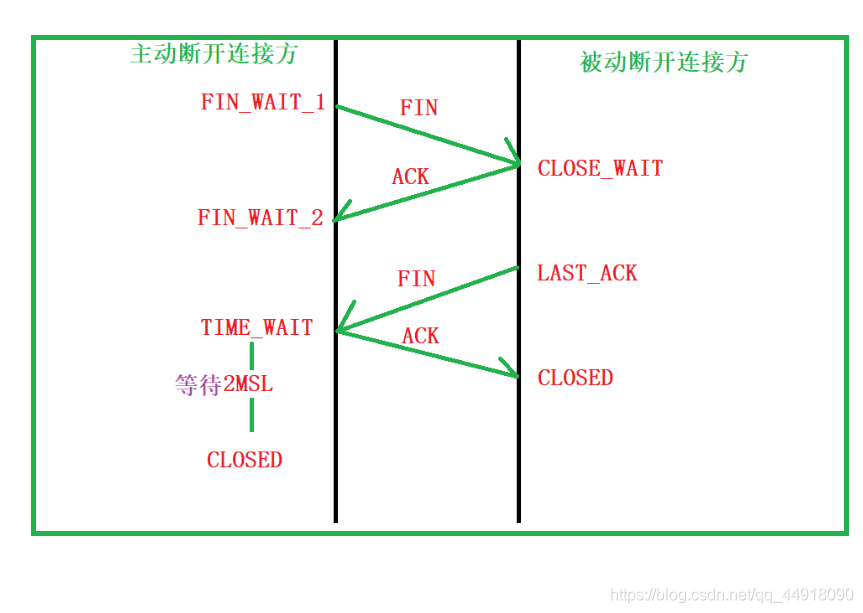 主动断开连接方
被动断开连接方
FIN_WAIT_1
FIN
CLOSE_WAIT
ACK
FIN_WAIT_2
LAST_ACK
FIN
TIME_WAIT
ACK
CLOSED
等待2MSL
CLOSED
https://blog.csdn.net/qq_44918090